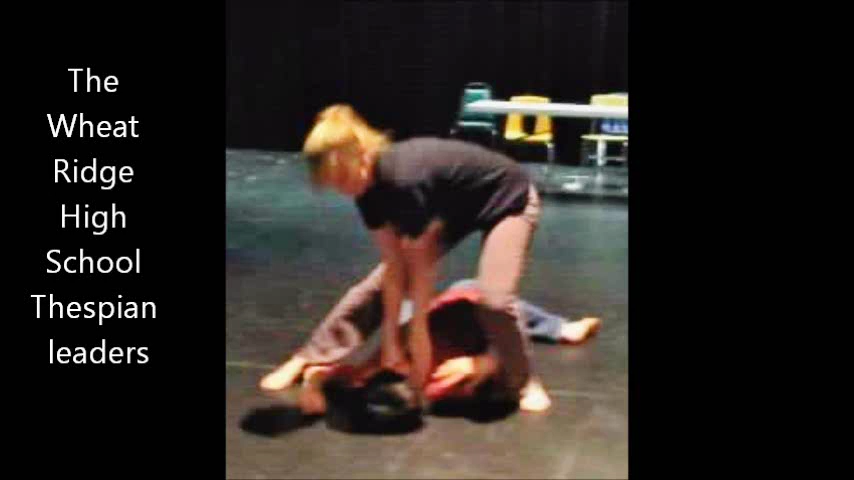 The
Wheat
Ridge
High
School
Thespian
leaders